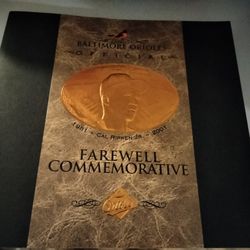 BALTIMORE ORIOLES
OFFICIAL
1981 • CAL RIPKEN JR. • 2001
FAREWELL
COMMEMORATIVE